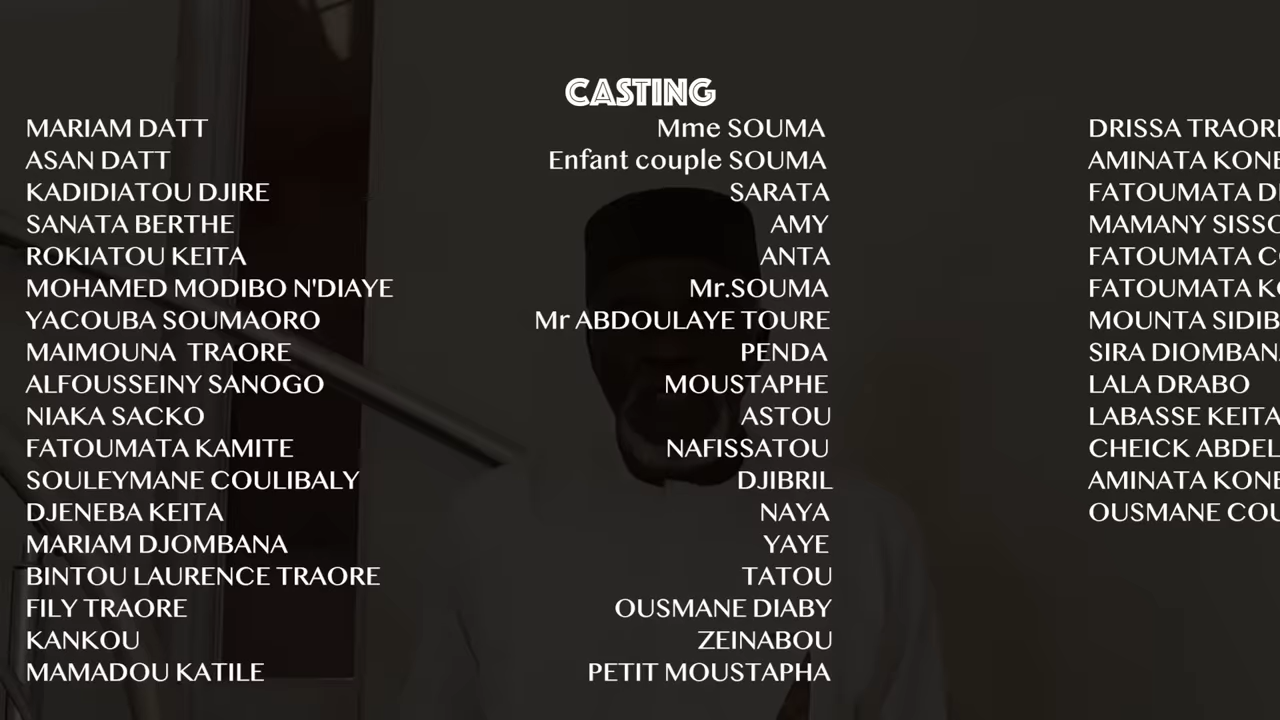 CASTING
MARIAM DATT Mme SOUMA
ASAN DATT Enfant couple SOUMA
KADIDIATOU DJIRE SARATA
SANATA BERTHE AMY
ROKIATOU KEITA ANTA
MOHAMED MODIBO N'DIAYE Mr.SOUMA
YACOUBA SOUMAORO Mr ABDOULAYE TOURE
MAIMOUNA TRAORE PENDA
ALFOUSSEINY SANOGO MOUSTAPHE
NIAKA SACKO ASTOU
FATOUMATA KAMITE NAFISSATOU
SOULEYMANE COULIBALY DJIBRIL
DJENEBA KEITA NAYA
MARIAM DJOMBANA YAYE
BINTOU LAURENCE TRAORE TATOU
FILY TRAORE OUSMANE DIABY
KANKOU ZEINABOU
MAMADOU KATILE PETIT MOUSTAPHA
DRISSA
AMINATA
FATOUMATA
MAMANY
FATOUMATA
FATOUMATA
MOUNTA
SIRA
LALA DRABO
LABASSE KEITA
CHEICK
AMINATA
OUSMANE